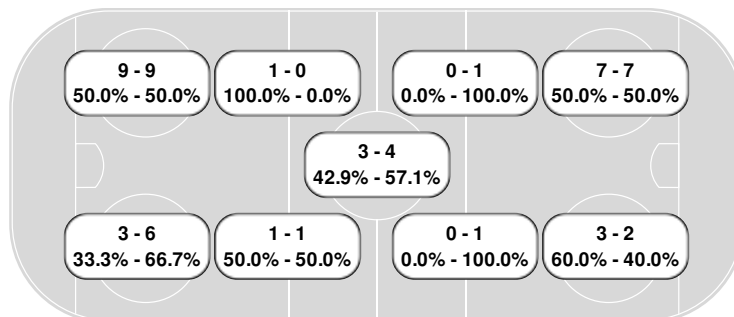 9 - 9
50.0% - 50.0%
1 - 0
100.0% - 0.0%
0 - 1
0.0% - 100.0%
7 - 7
50.0% - 50.0%
3 - 4
42.9% - 57.1%
3 - 6
33.3% - 66.7%
1 - 1
50.0% - 50.0%
0 - 1
0.0% - 100.0%
3 - 2
60.0% - 40.0%